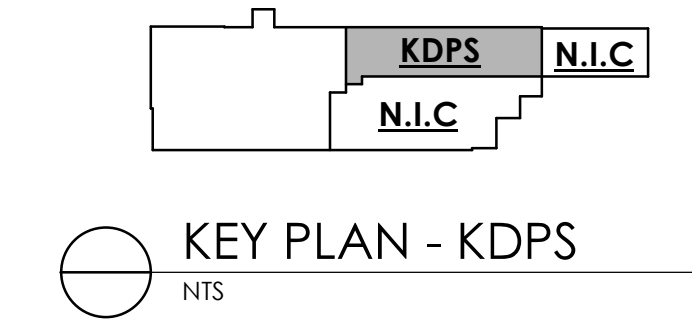 KDPS
N.I.C
N.I.C
KEY PLAN - KDPS
NTS